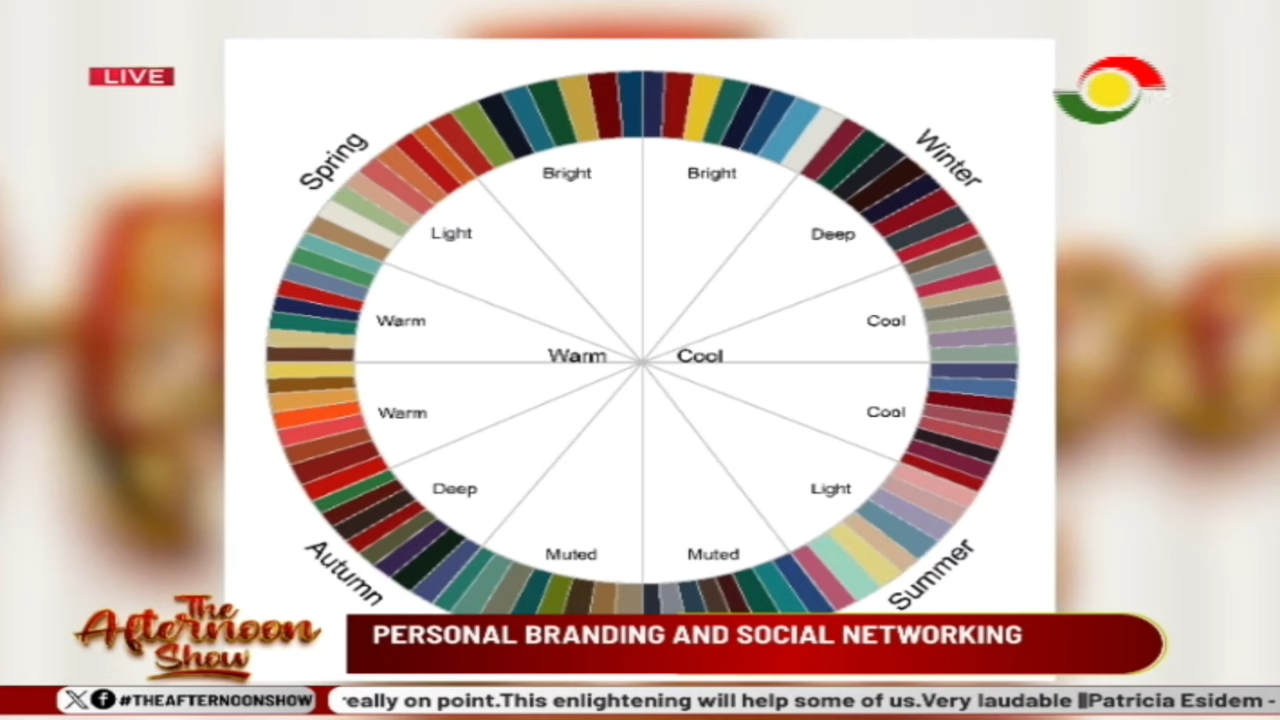 LIVE
Spring
Winter
Bright
Bright
Light
Deep
Warm
Cool
Warm
Cool
Warm
Cool
Deep
Light
Muted
Muted
Autumn
Summer
The
Afternoon
Show
PERSONAL BRANDING AND SOCIAL NETWORKING
#THEAFTERNOONSHOW
eally on point.This enlightening will help some of us.Very laudable ||Patricia Esidem -